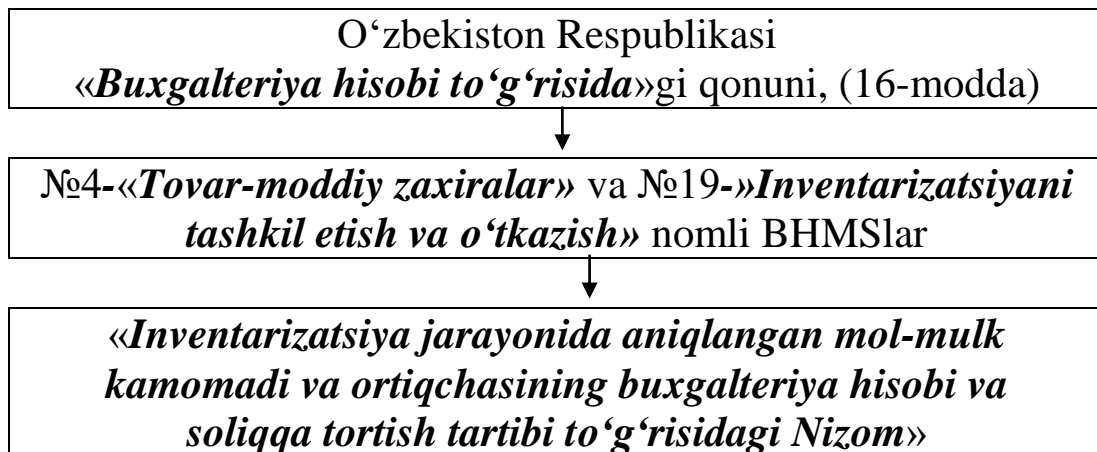 O‘zbekiston Respublikasi
«Buxgalteriya hisobi to‘g‘risida»gi qonuni, (16-modda)
№4-«Tovar-moddiy zaxiralar» va №19-»Inventarizatsiyani
tashkil etish va o‘tkazish» nomli BHMSlar
«Inventarizatsiya jarayonida aniqlangan mol-mulk
kamomadi va ortiqchasining buxgalteriya hisobi va
soliqqa tortish tartibi to‘g‘risidagi Nizom»